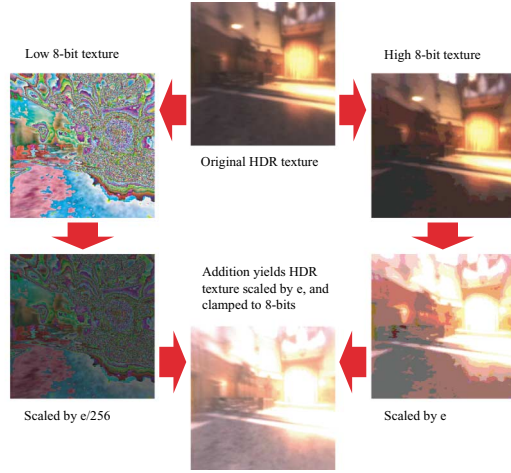 Low 8-bit texture
High 8-bit texture
Original HDR texture
Addition yields HDR
texture scaled by e, and
clamped to 8-bits
Scaled by e/256
Scaled by e